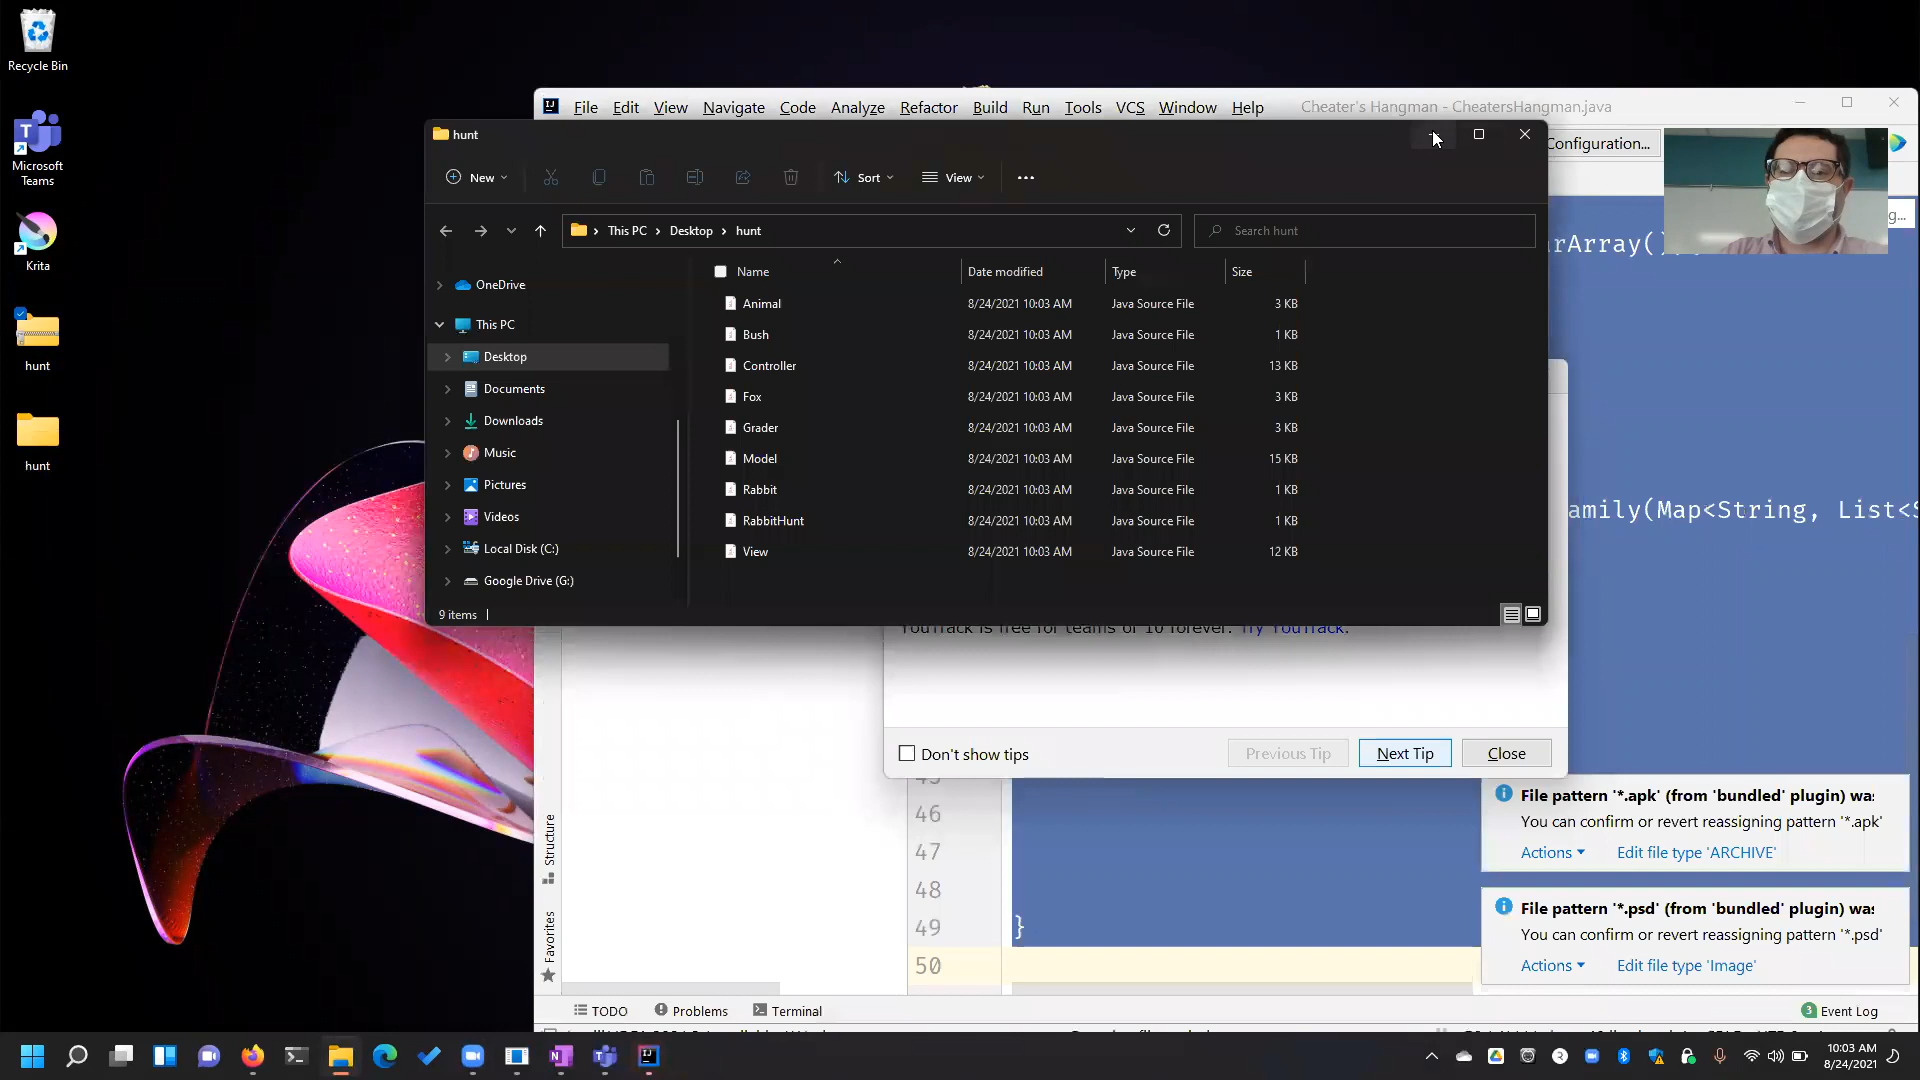 Recycle Bin
Microsoft
Teams
Krita
hunt
hunt
File Edit View Navigate Code Analyze Refactor Build Run Tools VCS Window Help Cheater's Hangman - CheatersHangman.java
Configuration...
hunt
New Sort View
This PC Desktop hunt Search hunt
OneDrive
This PC
Desktop
Documents
Downloads
Music
Pictures
Videos
Local Disk (C:)
Google Drive (G:)
Name Date modified Type Size
Animal 8/24/2021 10:03 AM Java Source File 3 KB
Bush 8/24/2021 10:03 AM Java Source File 1 KB
Controller 8/24/2021 10:03 AM Java Source File 13 KB
Fox 8/24/2021 10:03 AM Java Source File 3 KB
Grader 8/24/2021 10:03 AM Java Source File 3 KB
Model 8/24/2021 10:03 AM Java Source File 15 KB
Rabbit 8/24/2021 10:03 AM Java Source File 1 KB
RabbitHunt 8/24/2021 10:03 AM Java Source File 1 KB
View 8/24/2021 10:03 AM Java Source File 12 KB
9 items
g...
rArray()
amily(Map<String, List<S
YouTrack is free for teams of 10 forever. Try YouTrack.
Don't show tips Previous Tip Next Tip Close
46
47
48
49 }
50
File pattern '*.apk' (from 'bundled' plugin) was
You can confirm or revert reassigning pattern '*.apk'
Actions Edit file type 'ARCHIVE'
File pattern '*.psd' (from 'bundled' plugin) was
You can confirm or revert reassigning pattern '*.psd'
Actions Edit file type 'Image'
Structure
Favorites
TODO Problems Terminal 3 Event Log
10:03 AM
8/24/2021